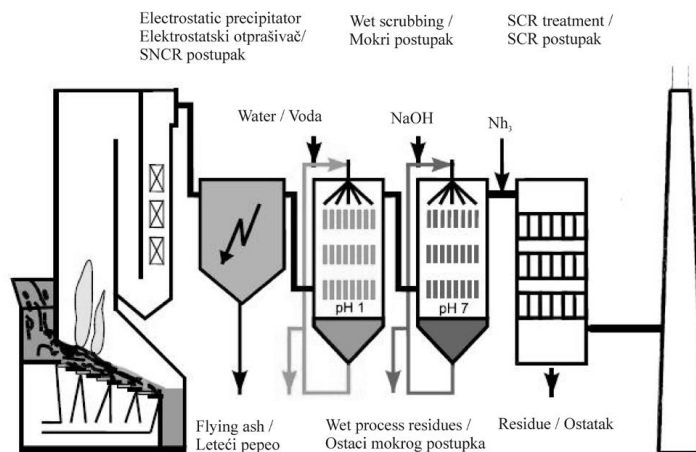 Electrostatic precipitator
Elektrostatski otprašivač/
SNCR postupak
Wet scrubbing /
Mokri postupak
SCR treatment /
SCR postupak
Water / Voda
NaOH
Nh₃
pH 1
pH 7
Flying ash /
Leteći pepeo
Wet process residues /
Ostaci mokrog postupka
Residue / Ostatak